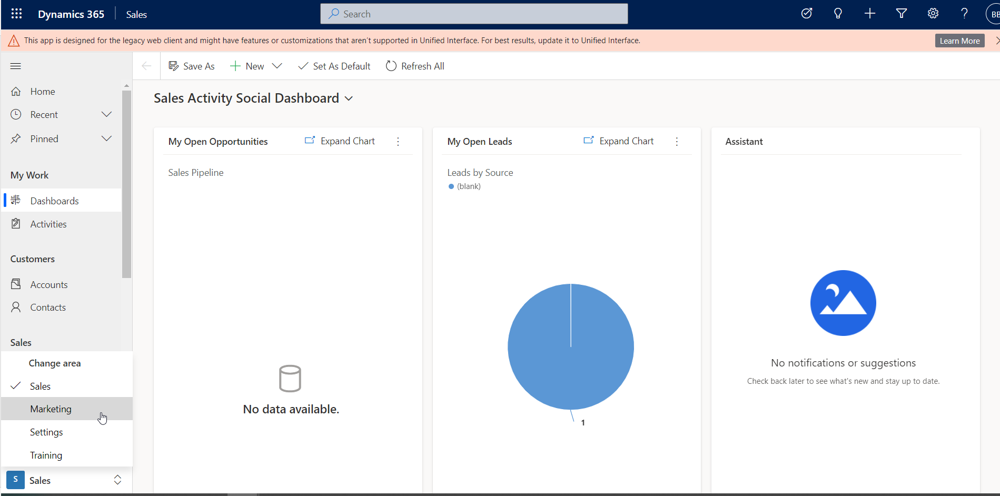 Dynamics 365
Sales
Search
BB
This app is designed for the legacy web client and might have features or customizations that aren't supported in Unified Interface. For best results, update it to Unified Interface.
Learn More
Save As
New
Set As Default
Refresh All
Home
Recent
Pinned
My Work
Dashboards
Activities
Customers
Accounts
Contacts
Sales
Change area
Sales
Marketing
Settings
Training
S
Sales
Sales Activity Social Dashboard
My Open Opportunities
Expand Chart
Sales Pipeline
No data available.
My Open Leads
Expand Chart
Leads by Source
(blank)
1
Assistant
No notifications or suggestions
Check back later to see what's new and stay up to date.